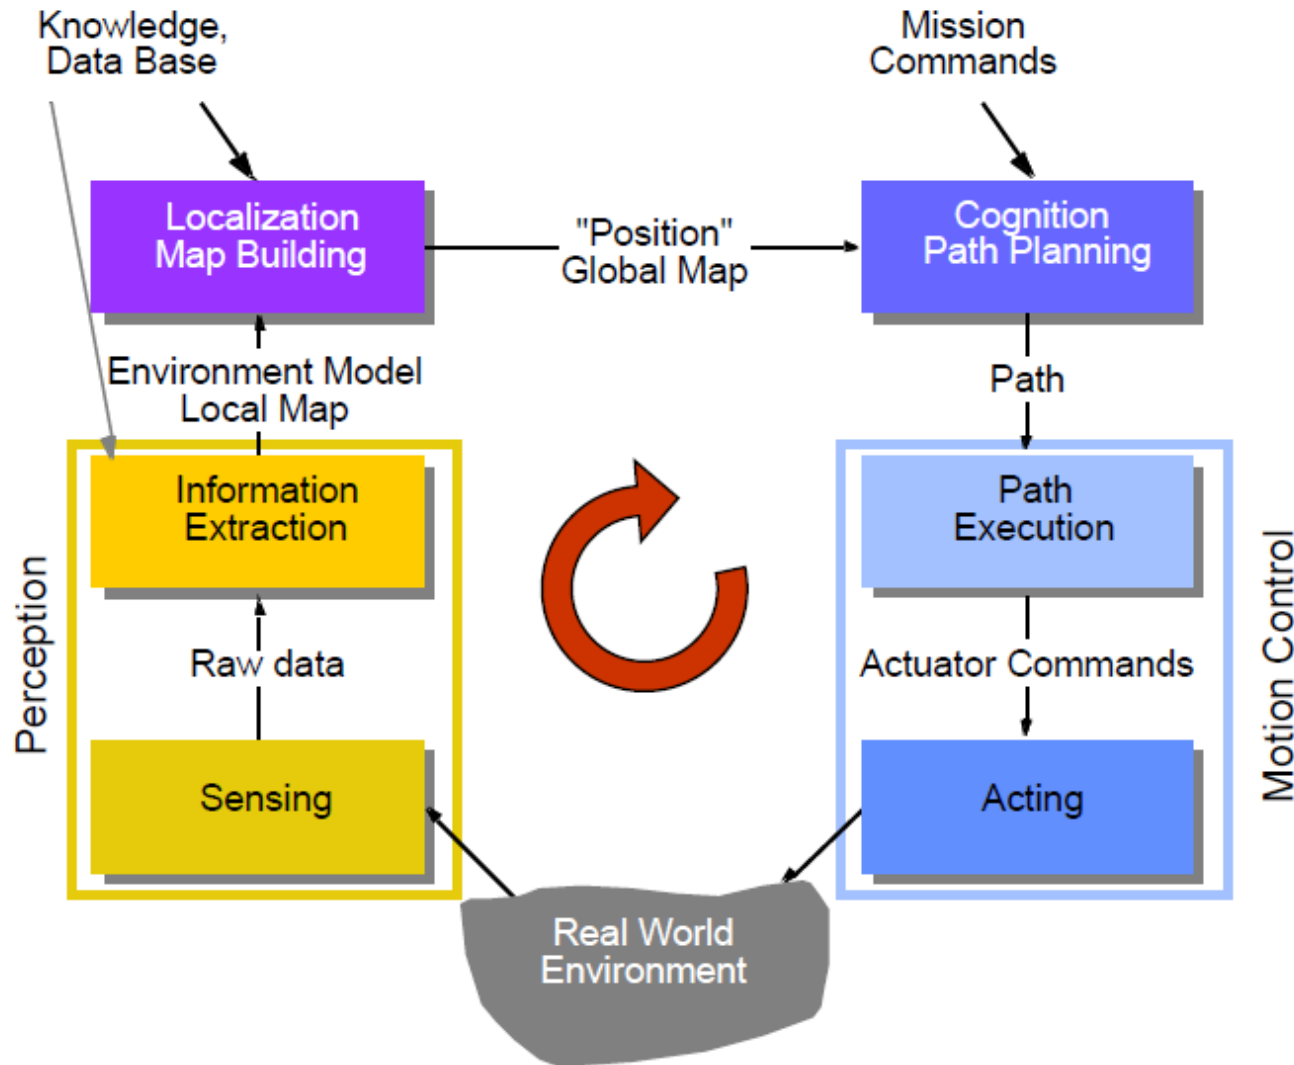 Knowledge,
Data Base
Mission
Commands
Localization
Map Building
"Position"
Global Map
Cognition
Path Planning
Environment Model
Local Map
Path
Information
Extraction
Path
Execution
Perception
Raw data
Actuator Commands
Motion Control
Sensing
Acting
Real World
Environment